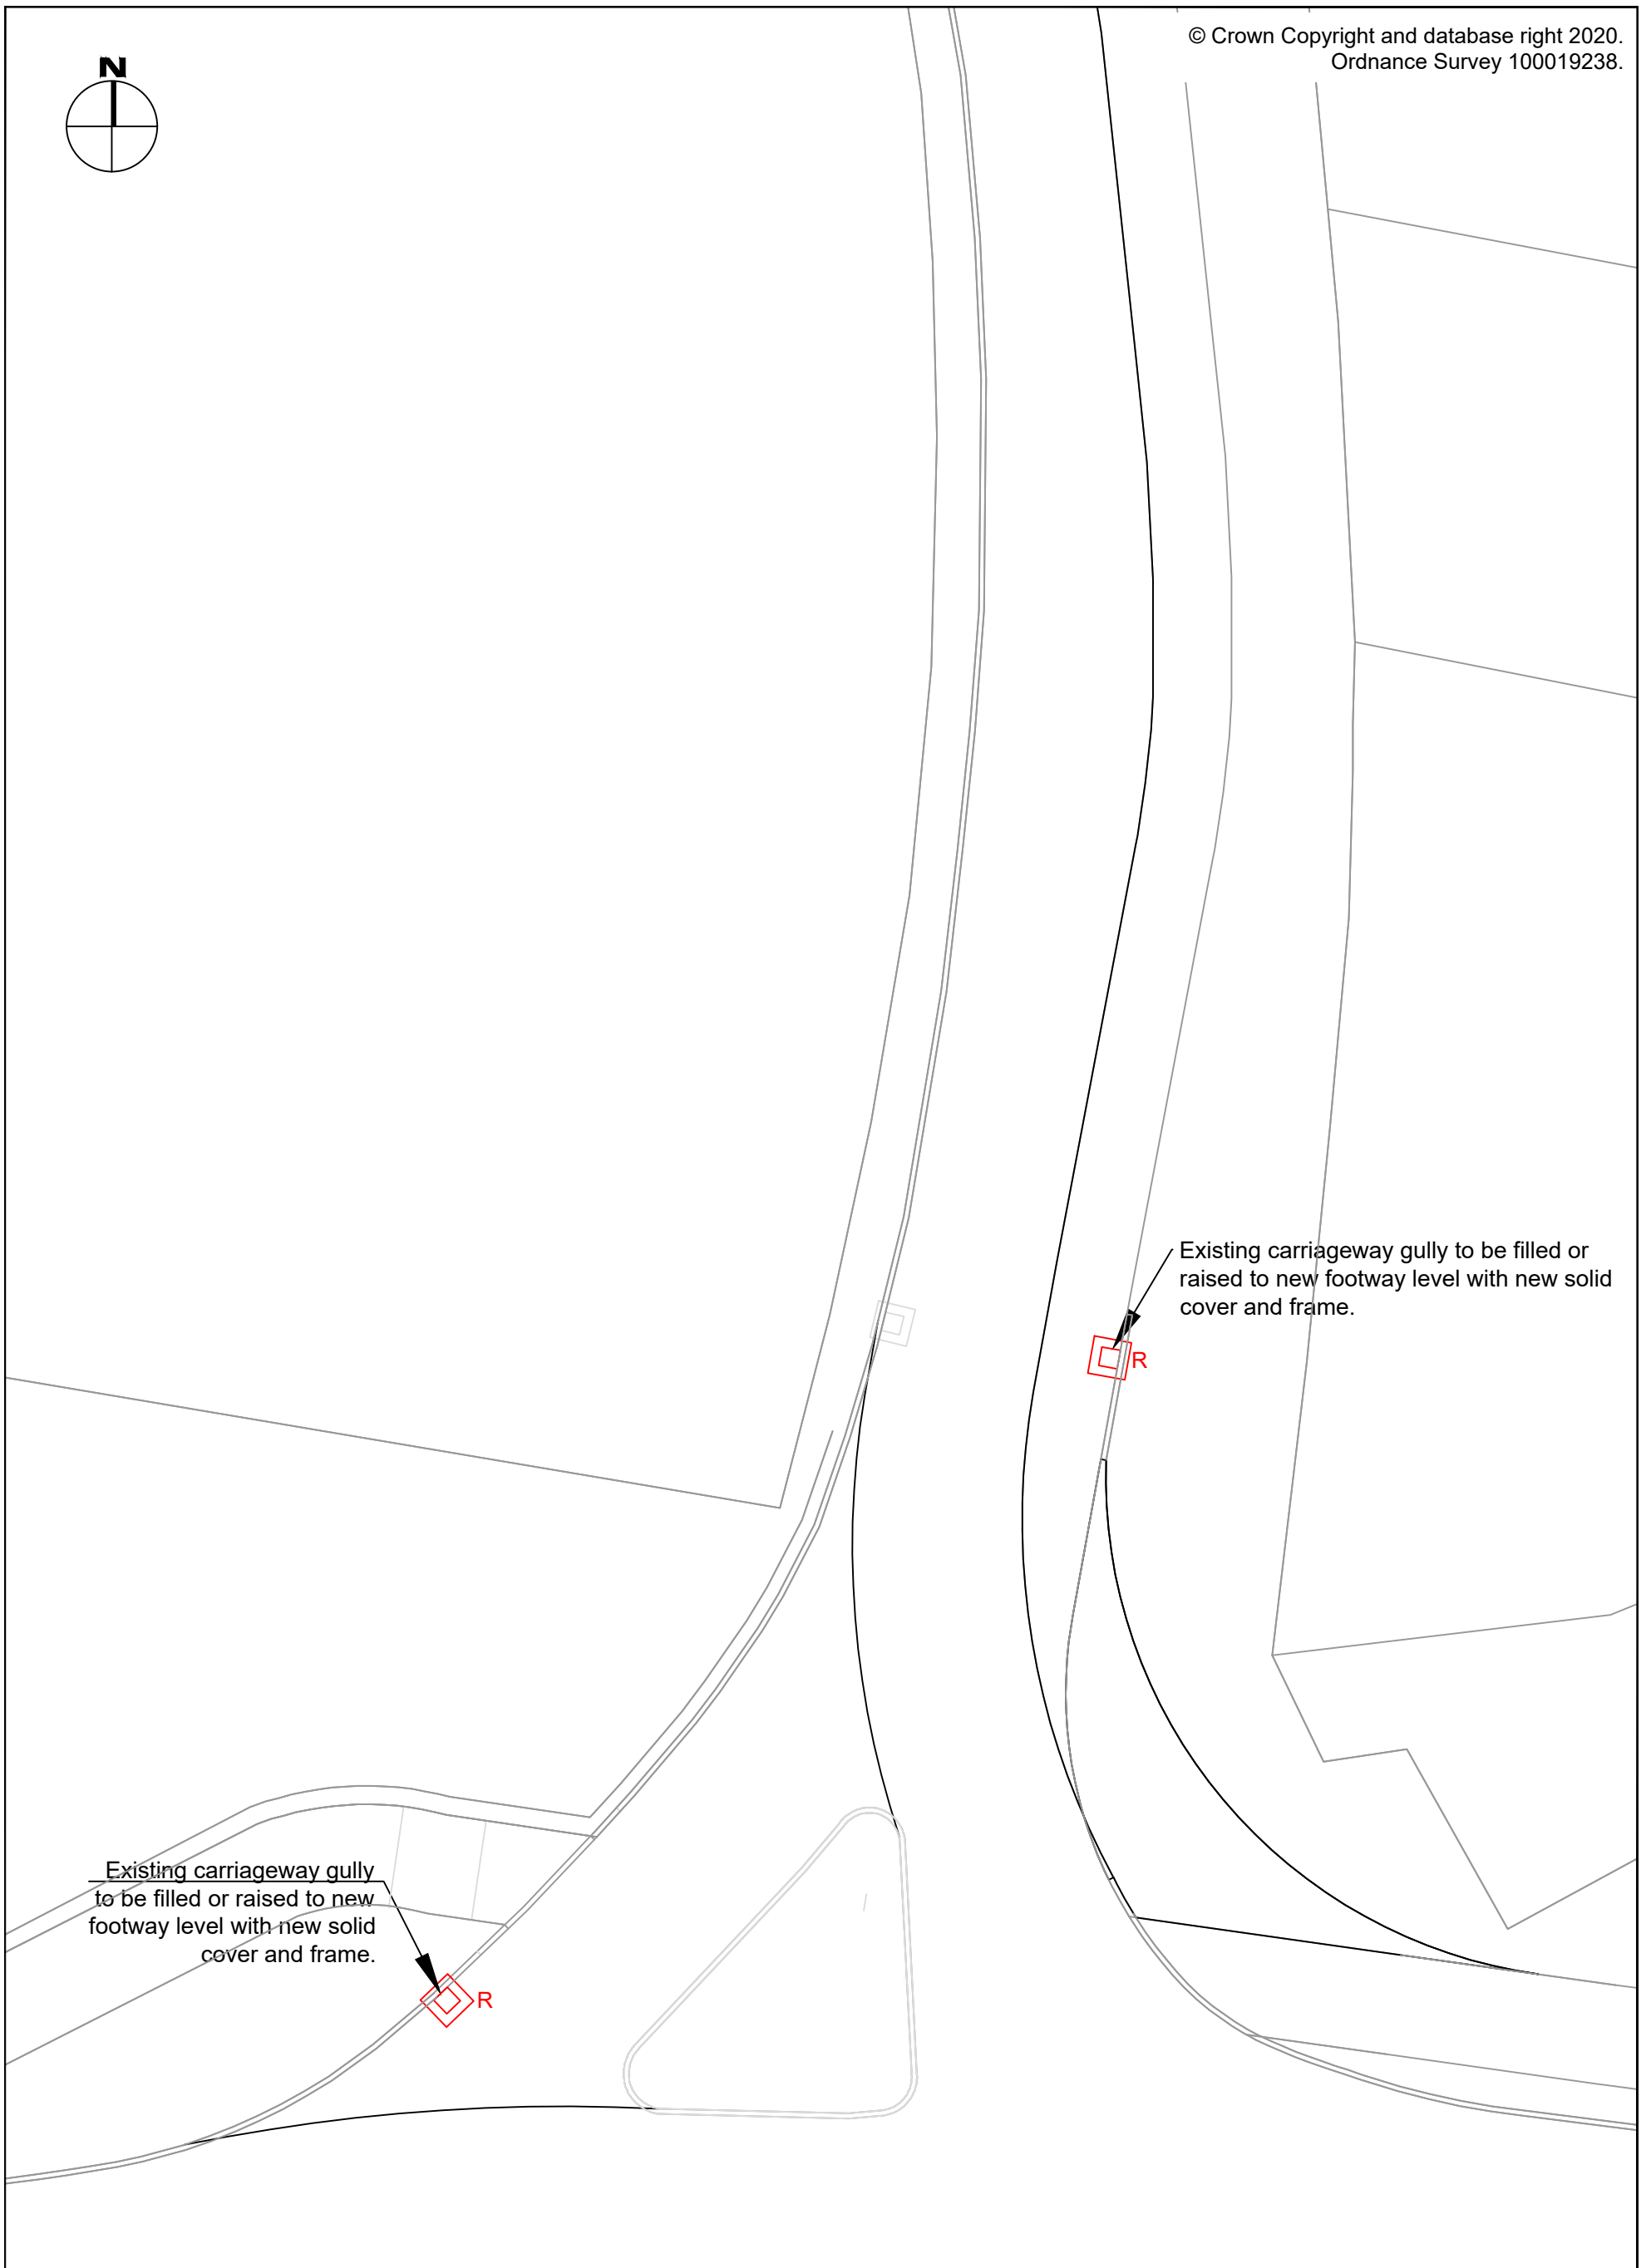 N
© Crown Copyright and database right 2020.
Ordnance Survey 100019238.
Existing carriageway gully to be filled or
raised to new footway level with new solid
cover and frame.
R
Existing carriageway gully
to be filled or raised to new
footway level with new solid
cover and frame.
R